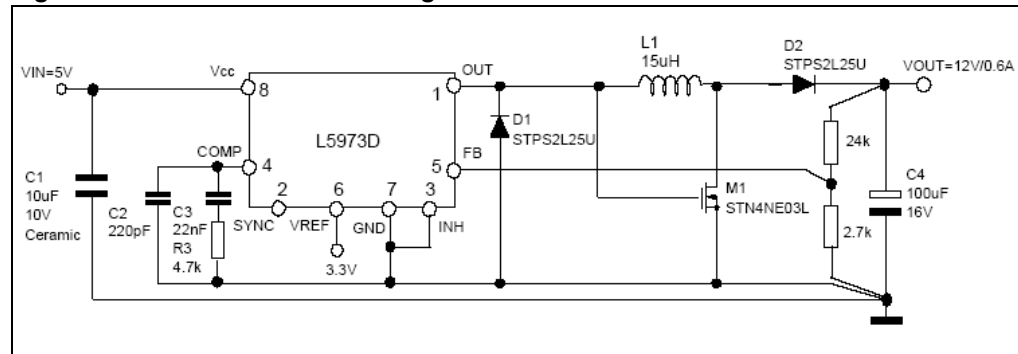 L1
15uH
D2
STPS2L25U
VIN=5V
Vcc
OUT
VOUT=12V/0.6A
8
1
D1
STPS2L25U
L5973D
FB
24k
COMP
4
5
C1
10uF
10V
Ceramic
C2
220pF
C3
22nF
R3
4.7k
SYNC
2
VREF
6
GND
7
INH
3
3.3V
M1
STN4NE03L
2.7k
C4
100uF
16V